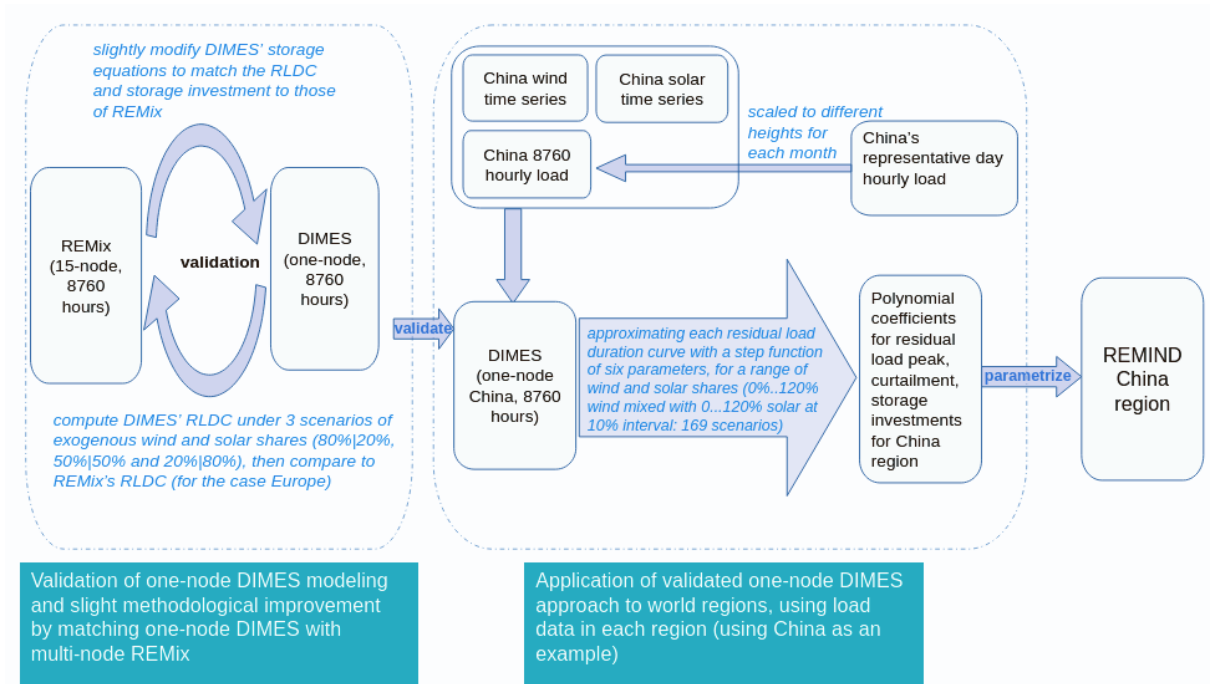 slightly modify DIMES' storage
equations to match the RLDC
and storage investment to those
of REMix
REMix
(15-node,
8760
hours)
validation
DIMES
(one-node,
8760
hours)
compute DIMES' RLDC under 3 scenarios of
exogenous wind and solar shares (80%|20%,
50%|50% and 20%|80%), then compare to
REMix's RLDC (for the case Europe)
validate
China wind
time series
China solar
time series
China 8760
hourly load
scaled to different
heights for
each month
China's
representative day
hourly load
DIMES
(one-node
China, 8760
hours)
approximating each residual load
duration curve with a step function
of six parameters, for a range of
wind and solar shares (0%..120%
wind mixed with 0...120% solar at
10% interval: 169 scenarios)
Polynomial
coefficients
for residual
load peak,
curtailment,
storage
investments
for China
region
parametrize
REMIND
China
region
Validation of one-node DIMES modeling
and slight methodological improvement
by matching one-node DIMES with
multi-node REMix
Application of validated one-node DIMES
approach to world regions, using load
data in each region (using China as an
example)